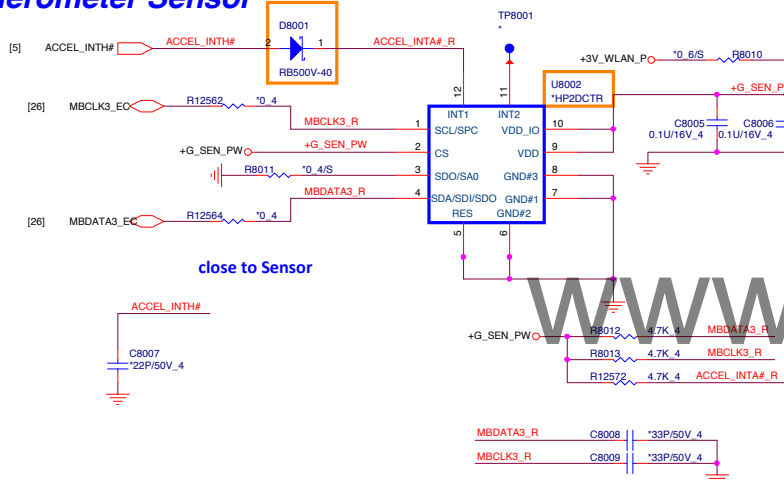 erometer Sensor
D8001
TP8001
*
[5] ACCEL_INTH# ACCEL_INTH# 2 1 ACCEL_INTA#_R
RB500V-40
+3V_WLAN_P *0_6/S R8010
U8002
*HP2DCTR
+G_SEN_P
12 11
INT1 INT2
[26] MBCLK3_EC R12562 *0_4
MBCLK3_R 1 SCL/SPC VDD_IO 10
C8005 C8006
0.1U/16V_4 0.1U/16V_4
+G_SEN_PW +G_SEN_PW 2 CS VDD 9
R8011 *0_4/S 3 SDO/SA0 GND#3 8
MBDATA3_R 4 SDA/SDI/SDO GND#1 7
[26] MBDATA3_EC R12564 *0_4
RES GND#2
5 6
close to Sensor
WWW
ACCEL_INTH#
+G_SEN_PW R8012 4.7K_4 MBDATA3_R
C8007
*22P/50V_4
R8013 4.7K_4 MBCLK3_R
R12572 4.7K_4 ACCEL_INTA#_R
MBDATA3_R C8008 *33P/50V_4
MBCLK3_R C8009 *33P/50V_4